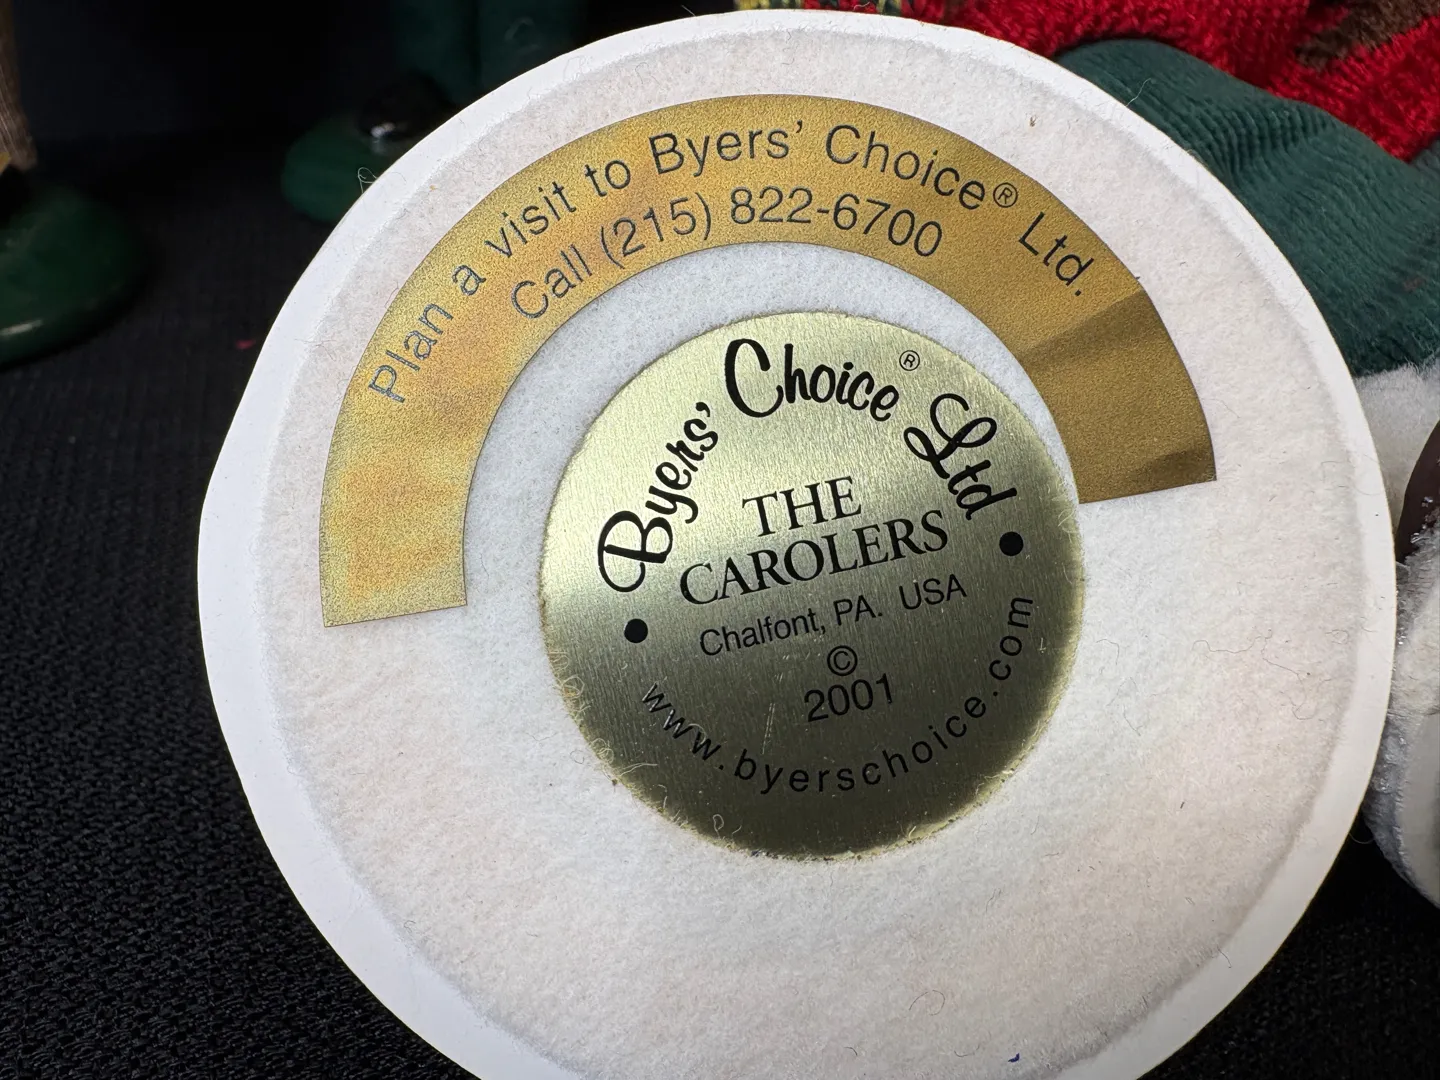 Plan a visit to Byers' Choice® Ltd.
Call (215) 822-6700
Byers' Choice® Ltd
THE
CAROLERS
Chalfont, PA. USA
©
2001
www.byerschoice.com